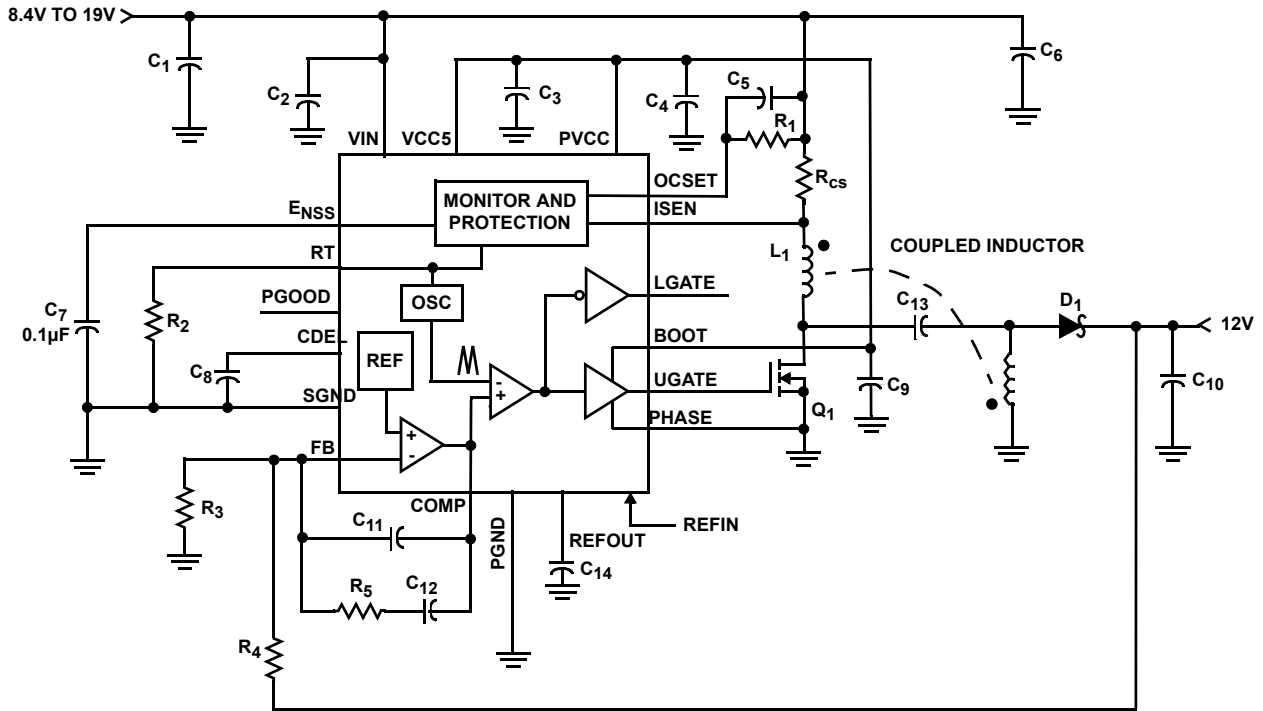 8.4V TO 19V
C1
C2
C3
C4
C5
C6
R1
VIN
VCC5
PVCC
OCSET
RCS
MONITOR AND
PROTECTION
ENSS
ISEN
RT
L1
COUPLED INDUCTOR
PGOOD
OSC
LGATE
C7
0.1µF
R2
C13
D1
12V
CDEL
REF
BOOT
C8
UGATE
C9
C10
SGND
Q1
PHASE
FB
R3
COMP
C11
PGND
REFOUT
REFIN
C14
R5
C12
R4
-
+
+
-